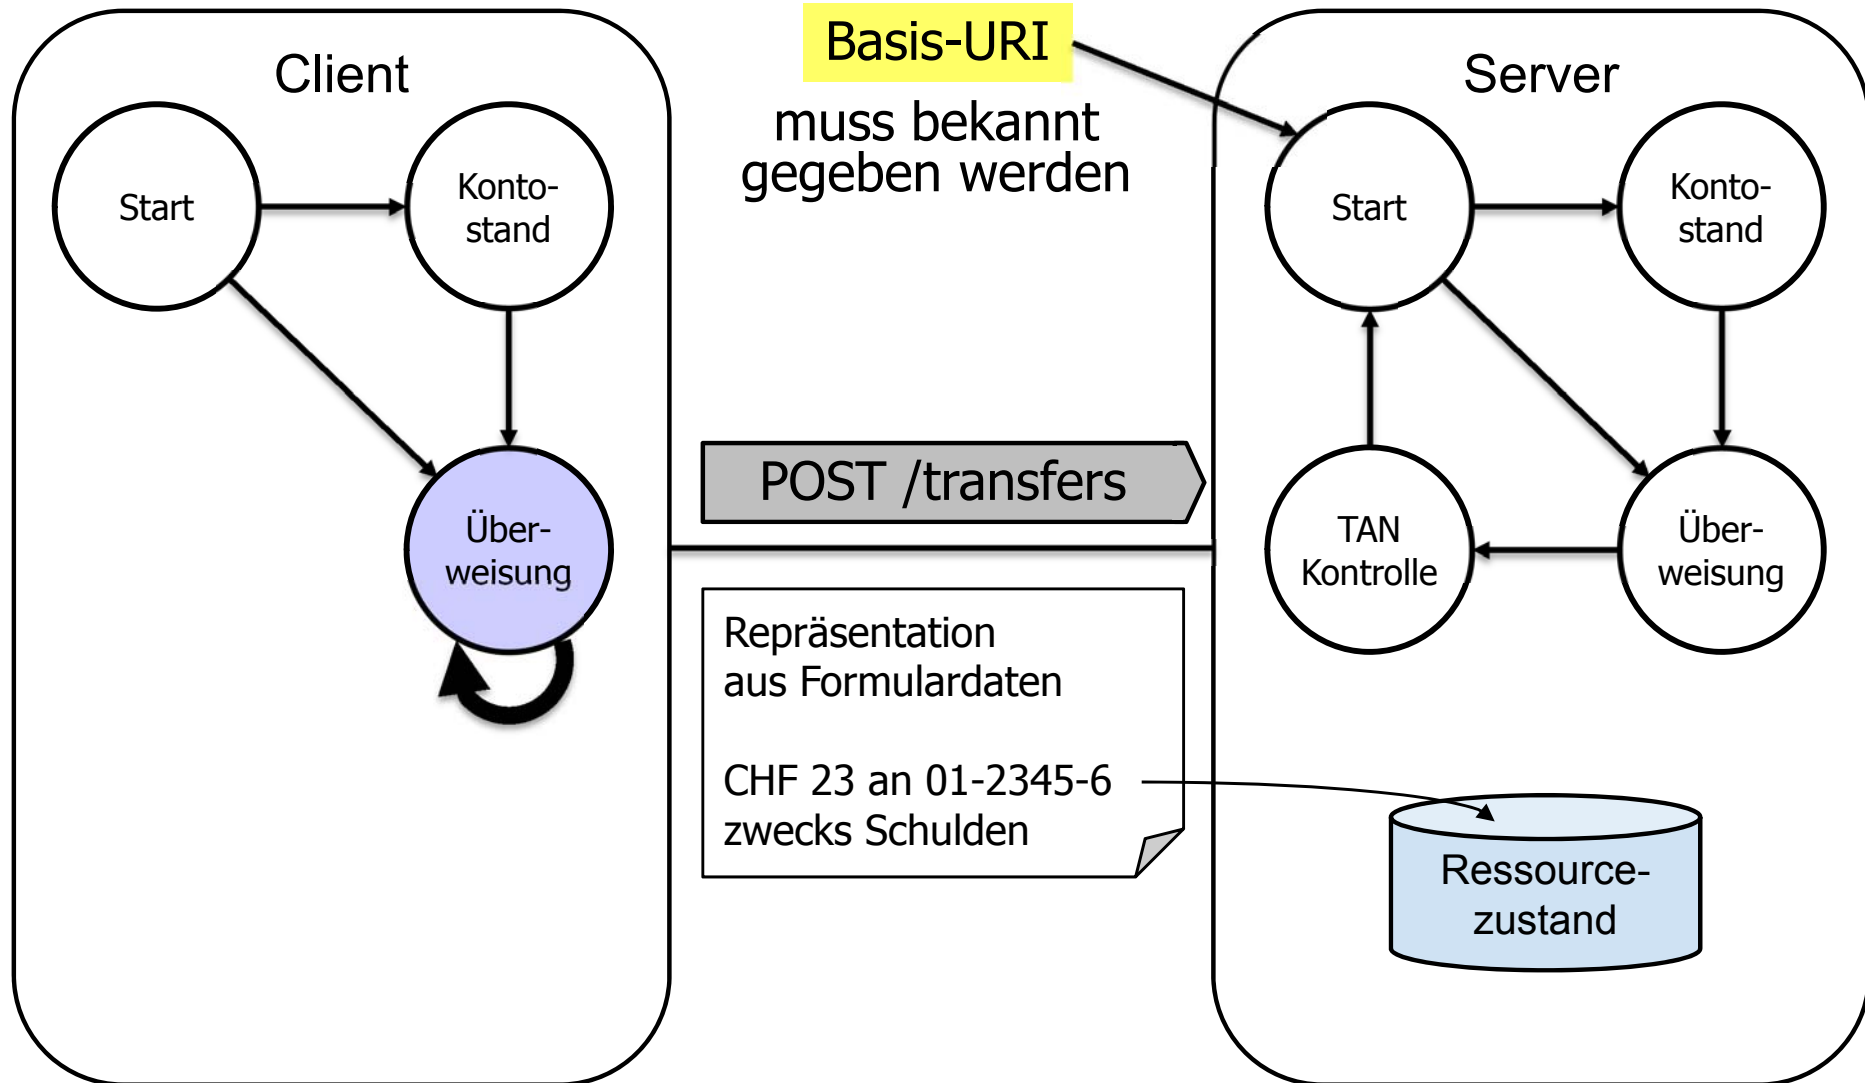 Client
Start
Konto-
stand
Über-
weisung
Basis-URI
muss bekannt
gegeben werden
POST /transfers
Repräsentation
aus Formulardaten
CHF 23 an 01-2345-6
zwecks Schulden
Server
Start
Konto-
stand
TAN
Kontrolle
Über-
weisung
Ressource-
zustand